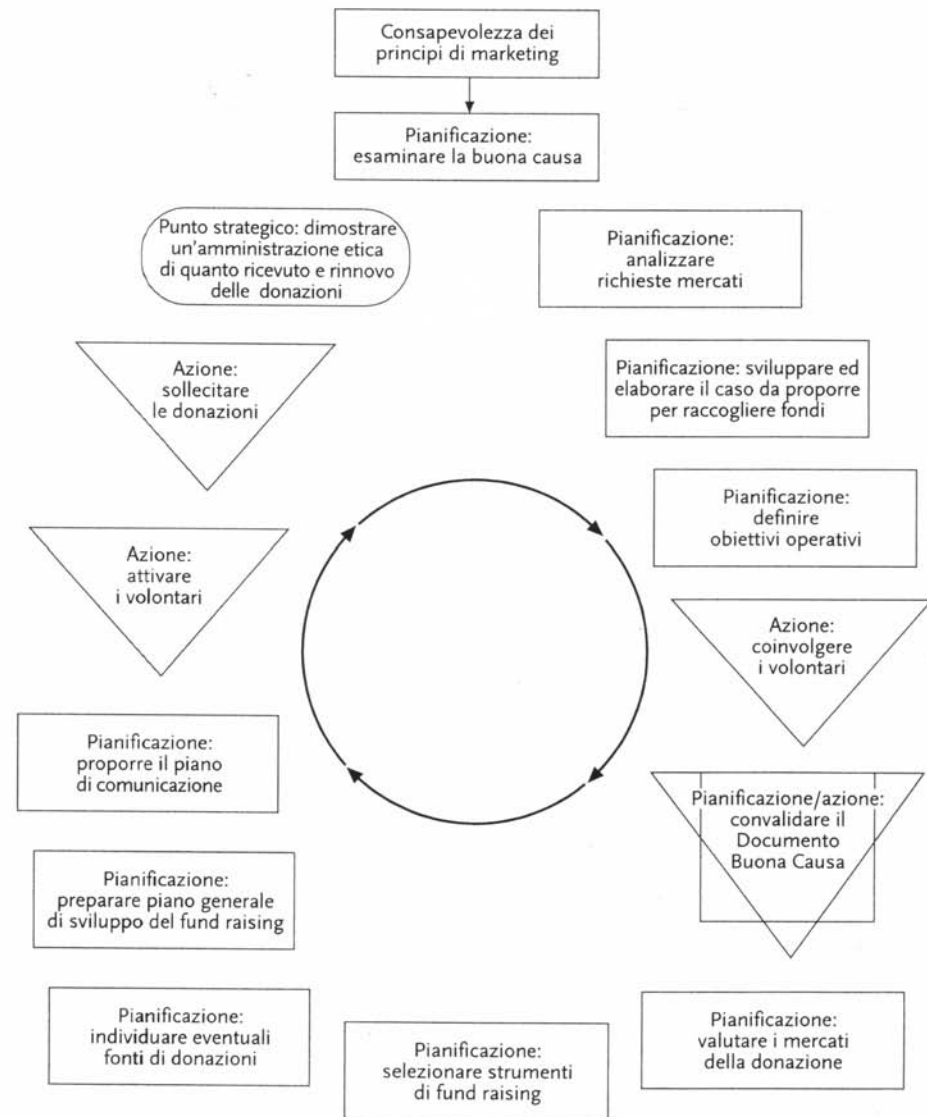 Consapevolezza dei
principi di marketing
Pianificazione:
esaminare la buona causa
Pianificazione:
analizzare
richieste mercati
Pianificazione: sviluppare ed
elaborare il caso da proporre
per raccogliere fondi
Pianificazione:
definire
obiettivi operativi
Azione:
coinvolgere
i volontari
Pianificazione/azione:
convalidare il
Documento
Buona Causa
Pianificazione:
valutare i mercati
della donazione
Pianificazione:
selezionare strumenti
di fund raising
Pianificazione:
individuare eventuali
fonti di donazioni
Pianificazione:
preparare piano generale
di sviluppo del fund raising
Pianificazione:
proporre il piano
di comunicazione
Azione:
attivare
i volontari
Azione:
sollecitare
le donazioni
Punto strategico: dimostrare
un'amministrazione etica
di quanto ricevuto e rinnovo
delle donazioni